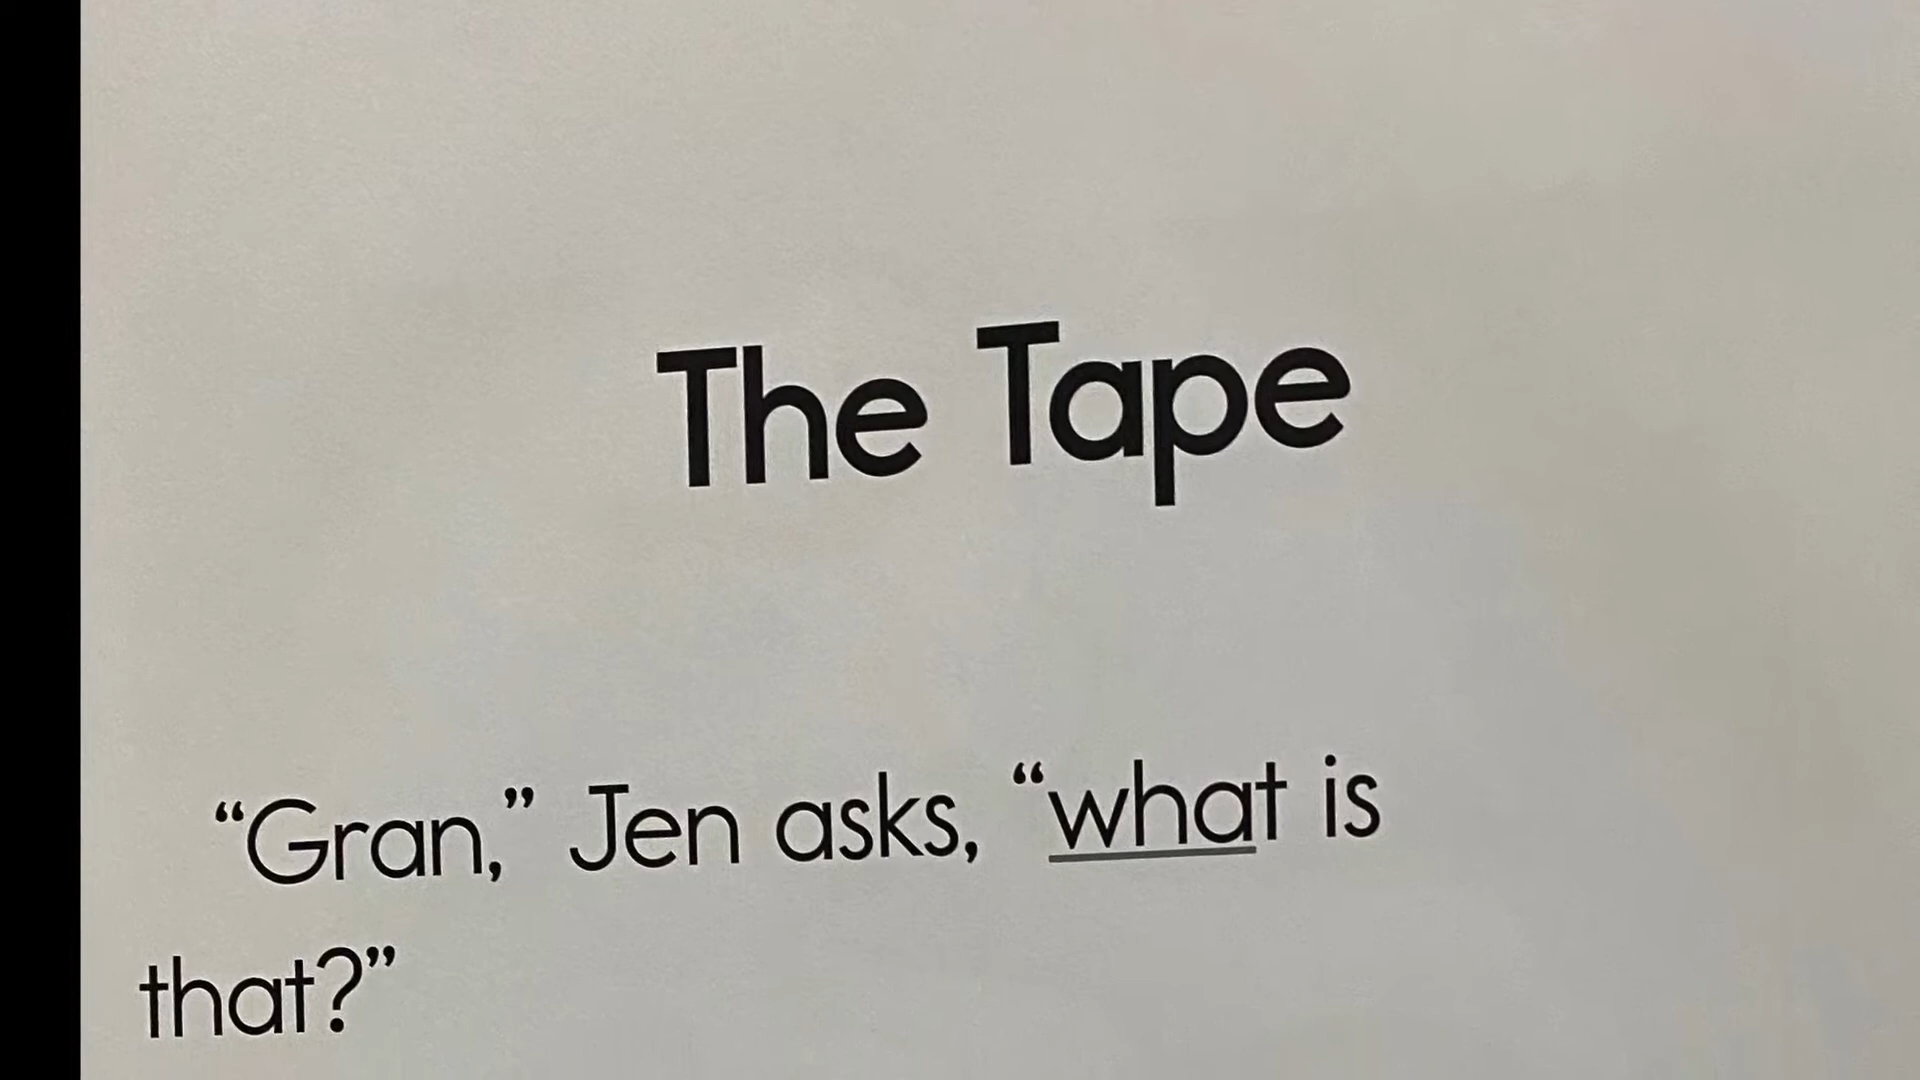 The Tape
“Gran,” Jen asks, “what is
that?”